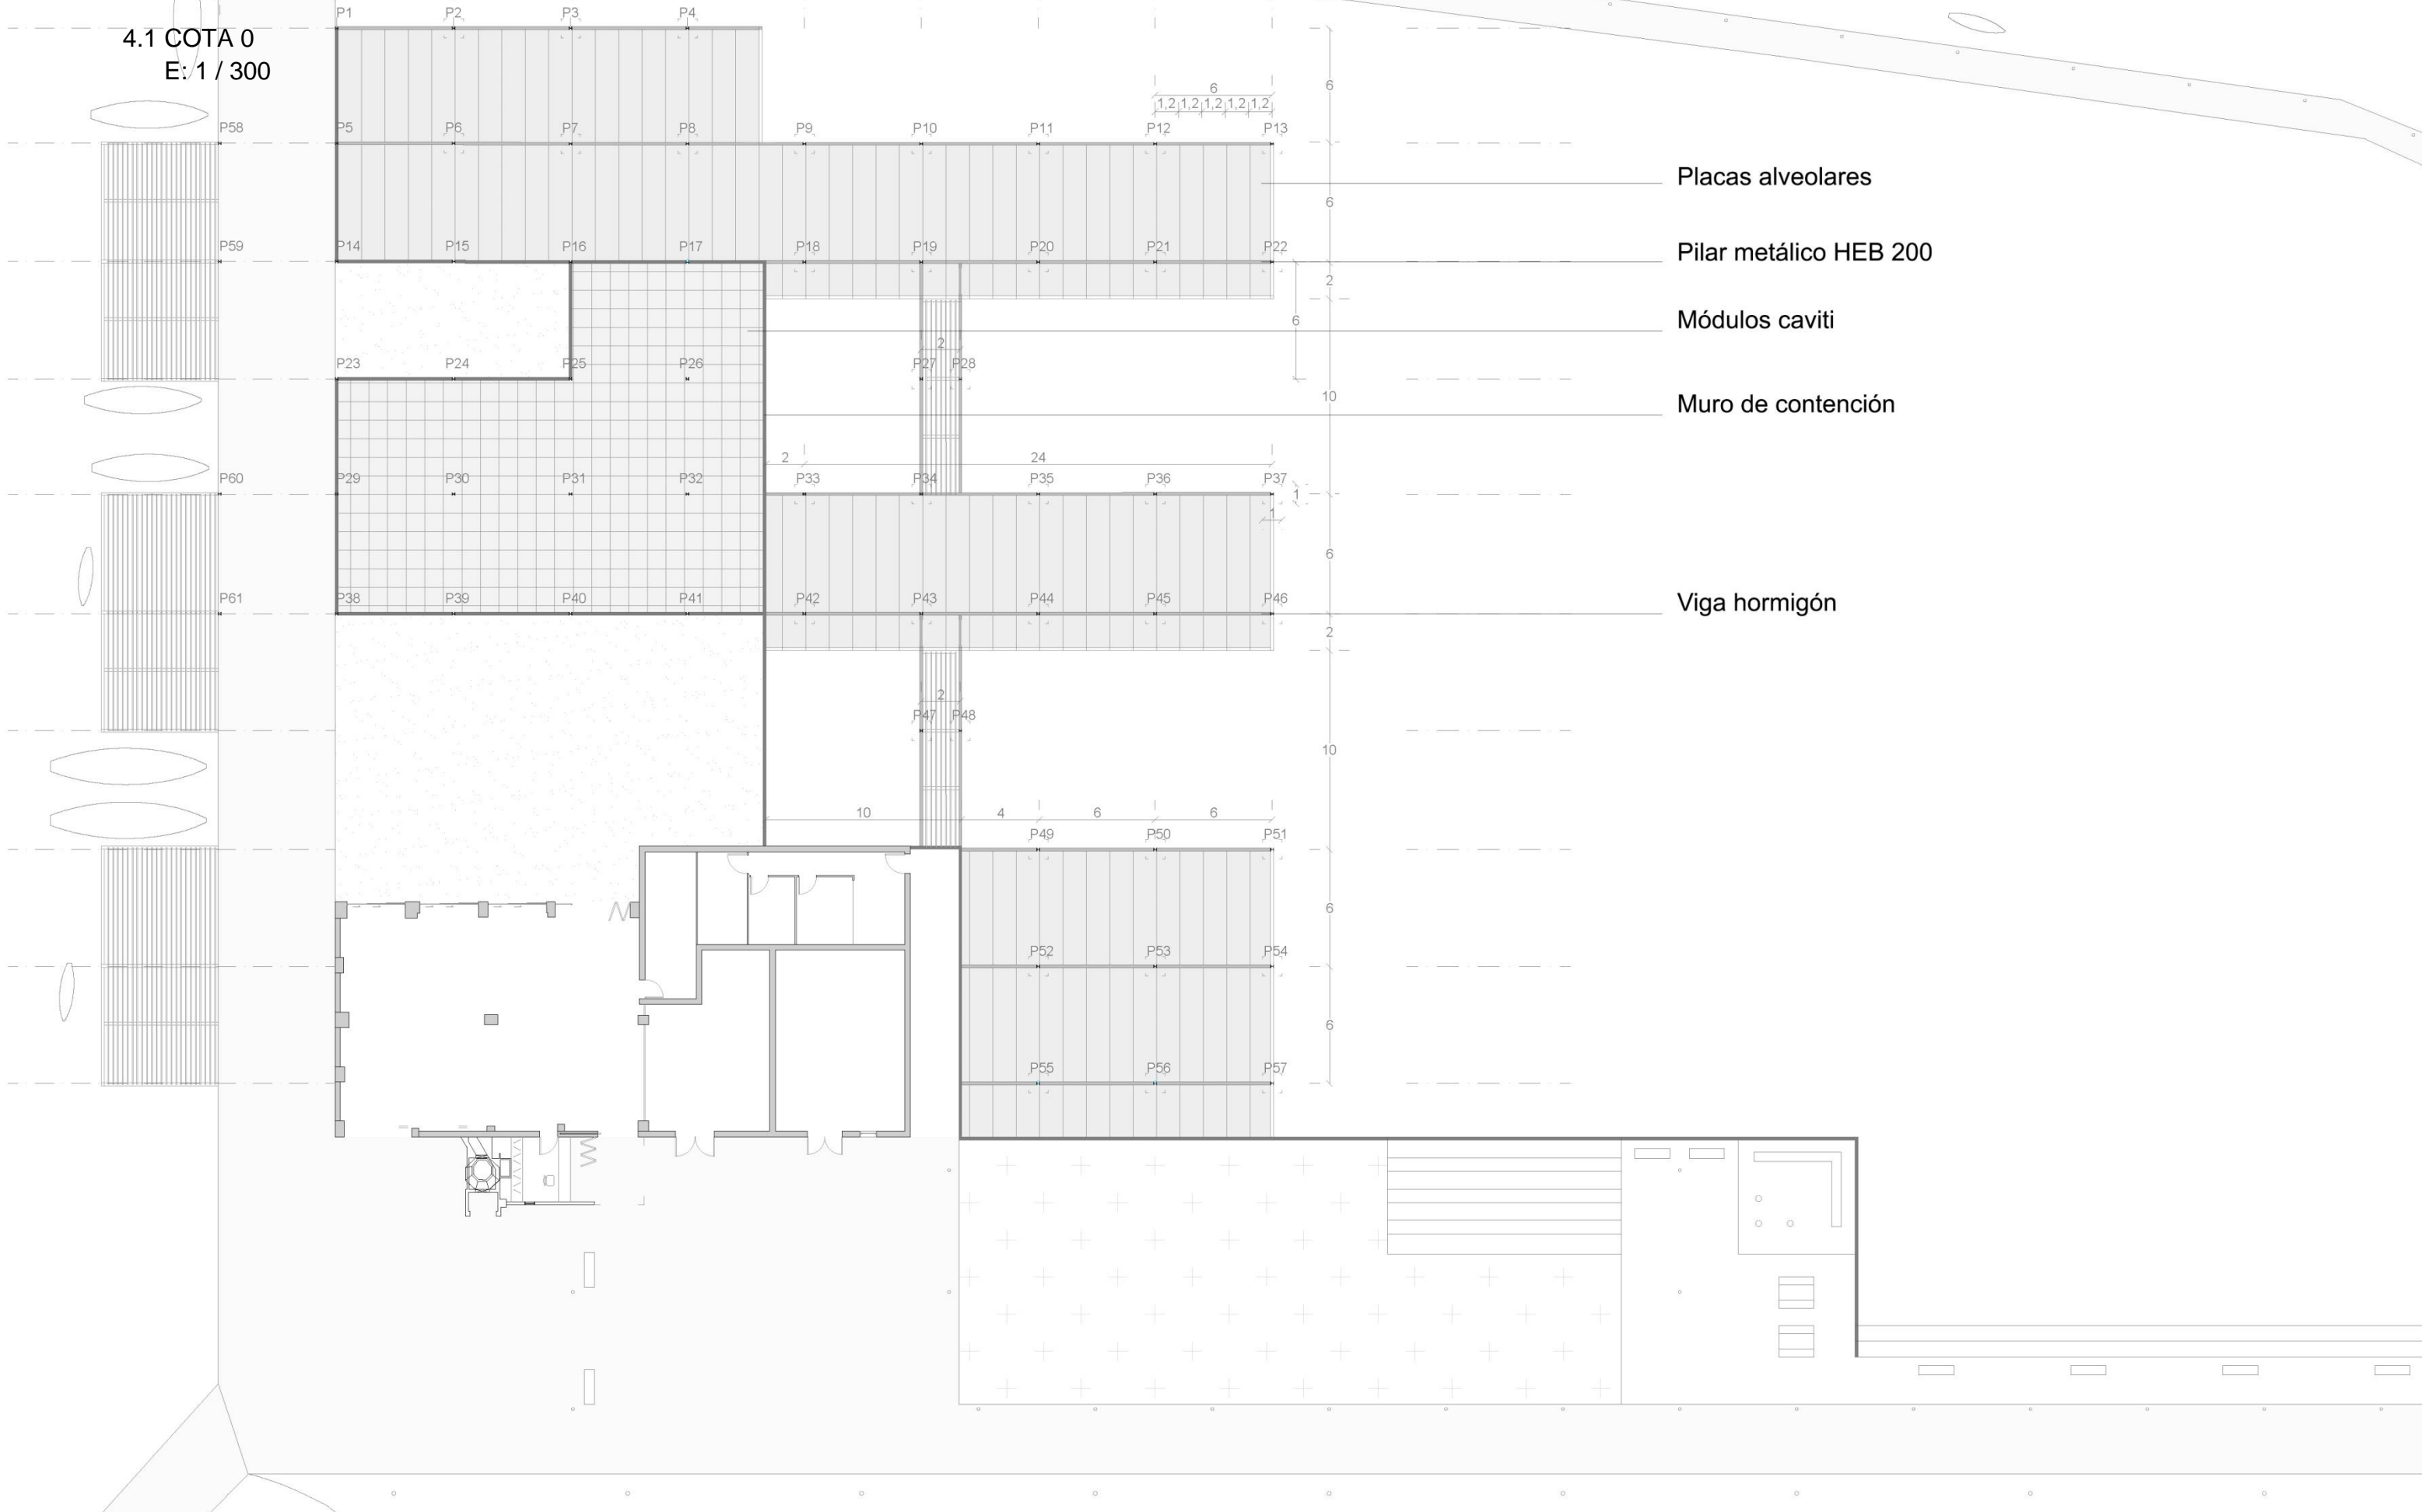 P1 P2 P3 P4
4.1 COTA 0
E: 1 / 300
6
6
1,2 1,2 1,2 1,2 1,2
P58 P5 P6 P7 P8 P9 P10 P11 P12 P13
Placas alveolares
6
P59 P14 P15 P16 P17 P18 P19 P20 P21 P22
Pilar metálico HEB 200
2
6
Módulos caviti
2
P23 P24 P25 P26 P27 P28
10
Muro de contención
2 24
P60 P29 P30 P31 P32 P33 P34 P35 P36 P37
1
1
6
P61 P38 P39 P40 P41 P42 P43 P44 P45 P46
Viga hormigón
2
2
P47 P48
10
10 4 6 6
P49 P50 P51
6
P52 P53 P54
6
P55 P56 P57